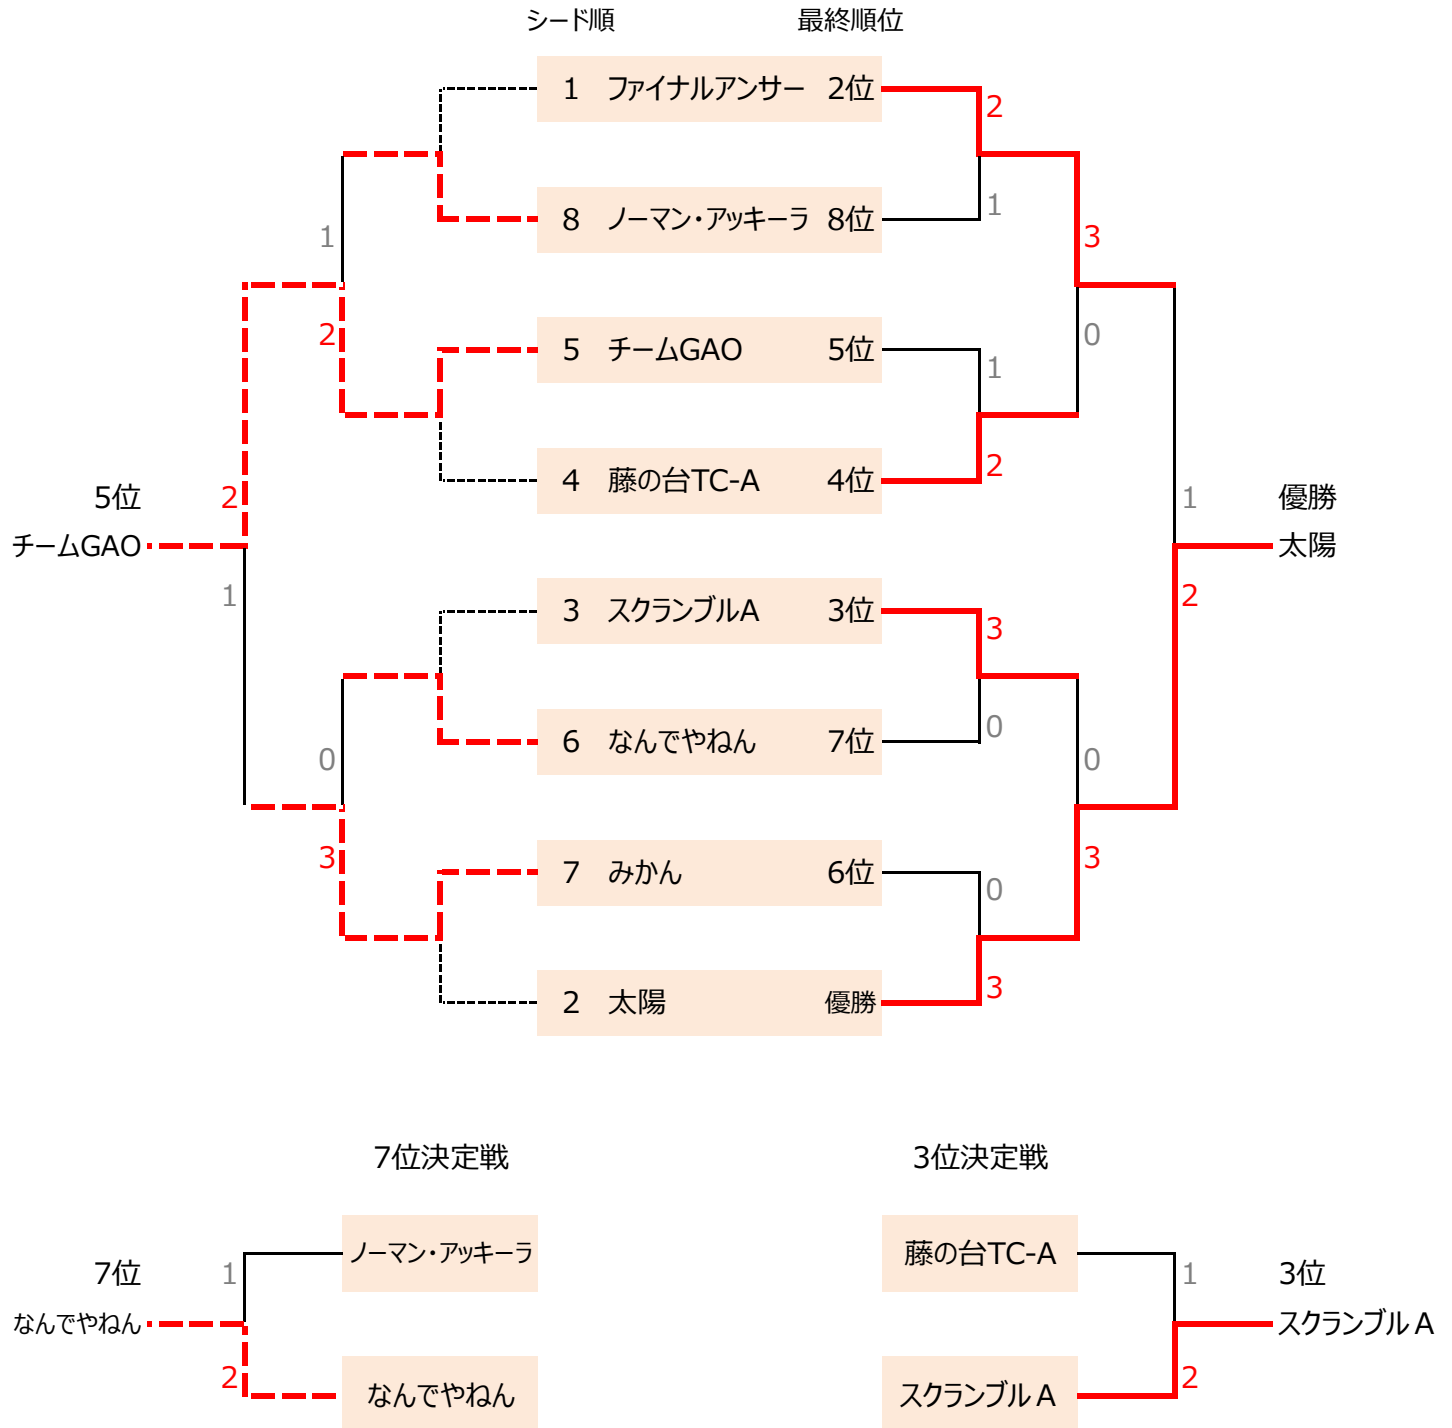 シード順 最終順位
1 ファイナルアンサー 2位
2
8 ノーマン・アッキーラ 8位
1
1
3
2
0
5 チームGAO 5位
1
4 藤の台TC-A 4位
2
5位
2
1
優勝
チームGAO
太陽
1
2
3 スクランブルA 3位
3
6 なんでやねん 7位
0
0
0
3
3
7 みかん 6位
0
2 太陽 優勝
3
7位決定戦 3位決定戦
ノーマン・アッキーラ 藤の台TC-A
7位 1
1 3位
なんでやねん
スクランブルA
2
2
なんでやねん スクランブルA